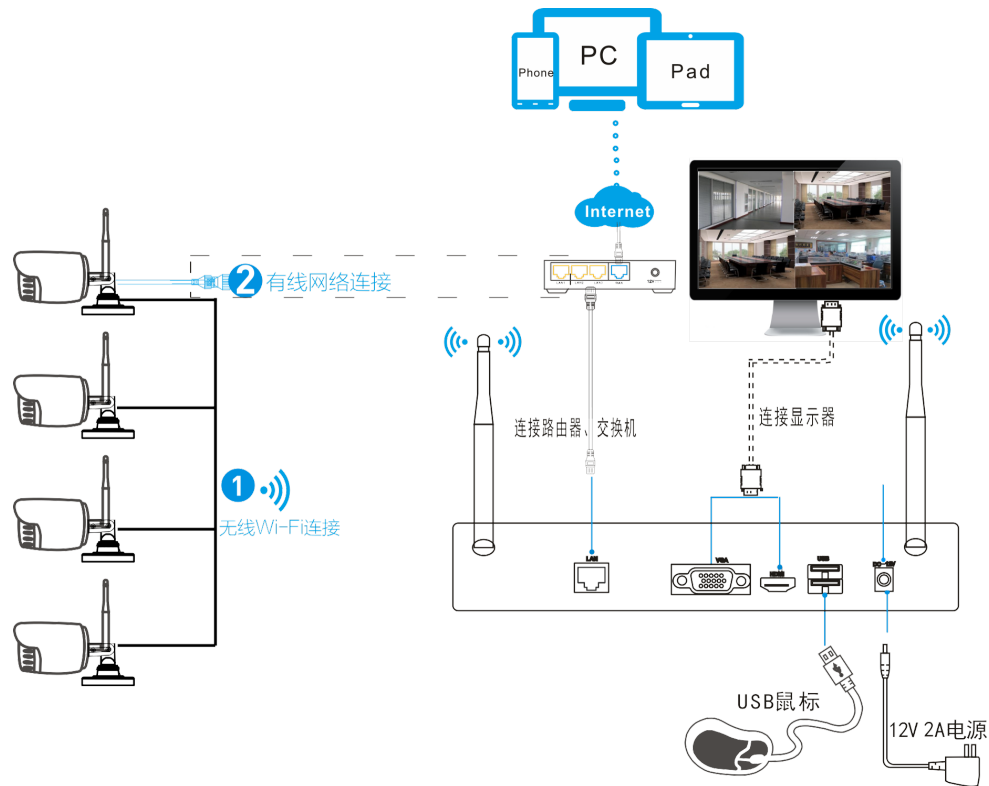 PC
Phone
Pad
Internet
2 有线网络连接
连接路由器、交换机
连接显示器
1
无线Wi-Fi连接
LAN
VGA
HDMI
USB
DC-12V
USB鼠标
12V 2A电源